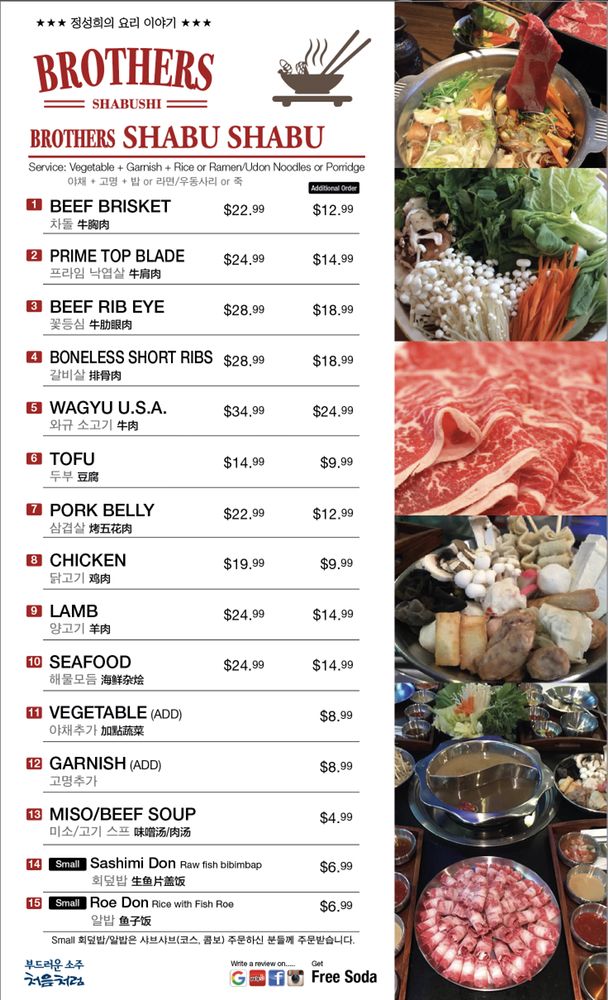 ★★★ 정성희의 요리 이야기 ★★★
BROTHERS
SHABUSHI
BROTHERS SHABU SHABU
Service: Vegetable + Garnish + Rice or Ramen/Udon Noodles or Porridge
야채 + 고명 + 밥 or 라면/우동사리 or 죽
Additional Order
1 BEEF BRISKET $22.99 $12.99
차돌 牛胸肉
2 PRIME TOP BLADE $24.99 $14.99
프라임 낙엽살 牛肩肉
3 BEEF RIB EYE $28.99 $18.99
꽃등심 牛肋眼肉
4 BONELESS SHORT RIBS $28.99 $18.99
갈비살 排骨肉
5 WAGYU U.S.A. $34.99 $24.99
와규 소고기 牛肉
6 TOFU $14.99 $9.99
두부 豆腐
7 PORK BELLY $22.99 $12.99
삼겹살 烤五花肉
8 CHICKEN $19.99 $9.99
닭고기 鸡肉
9 LAMB $24.99 $14.99
양고기 羊肉
10 SEAFOOD $24.99 $14.99
해물모듬 海鲜杂烩
11 VEGETABLE (ADD) $8.99
야채추가 加點蔬菜
12 GARNISH (ADD) $8.99
고명추가
13 MISO/BEEF SOUP $4.99
미소/고기 스프 味噌汤/肉汤
14 Small Sashimi Don Raw fish bibimbap $6.99
회덮밥 生鱼片盖饭
15 Small Roe Don Rice with Fish Roe $6.99
알밥 鱼子饭
Small 회덮밥/알밥은 샤브샤브(코스, 콤보) 주문하신 분들께 주문받습니다.
부드러운 소주
처음처럼
Write a review on.....
G yelp f
Get
Free Soda